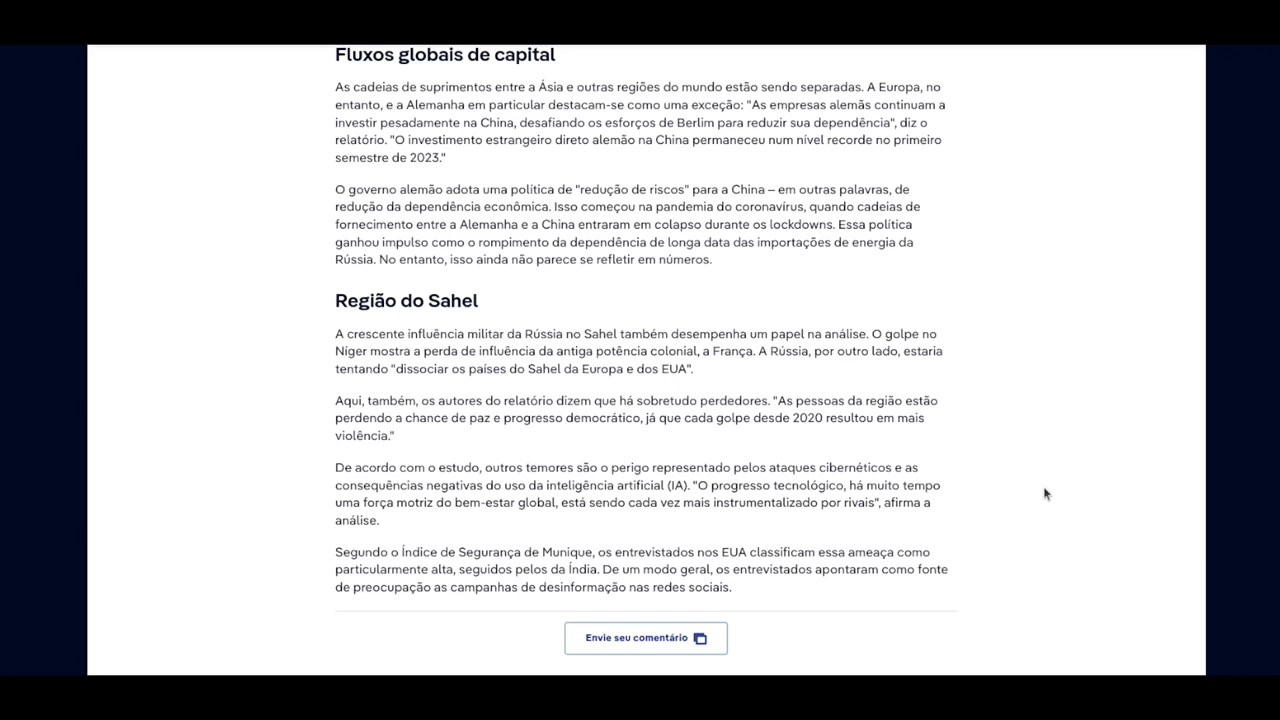 Fluxos globais de capital
As cadeias de suprimentos entre a Ásia e outras regiões do mundo estão sendo separadas. A Europa, no
entanto, e a Alemanha em particular destacam-se como uma exceção: "As empresas alemãs continuam a
investir pesadamente na China, desafiando os esforços de Berlim para reduzir sua dependência", diz o
relatório. "O investimento estrangeiro direto alemão na China permaneceu num nível recorde no primeiro
semestre de 2023."
O governo alemão adota uma política de "redução de riscos" para a China – em outras palavras, de
redução da dependência econômica. Isso começou na pandemia do coronavírus, quando cadeias de
fornecimento entre a Alemanha e a China entraram em colapso durante os lockdowns. Essa política
ganhou impulso como o rompimento da dependência de longa data das importações de energia da
Rússia. No entanto, isso ainda não parece se refletir em números.
Região do Sahel
A crescente influência militar da Rússia no Sahel também desempenha um papel na análise. O golpe no
Níger mostra a perda de influência da antiga potência colonial, a França. A Rússia, por outro lado, estaria
tentando "dissociar os países do Sahel da Europa e dos EUA".
Aqui, também, os autores do relatório dizem que há sobretudo perdedores. "As pessoas da região estão
perdendo a chance de paz e progresso democrático, já que cada golpe desde 2020 resultou em mais
violência."
De acordo com o estudo, outros temores são o perigo representado pelos ataques cibernéticos e as
consequências negativas do uso da inteligência artificial (IA). "O progresso tecnológico, há muito tempo
uma força motriz do bem-estar global, está sendo cada vez mais instrumentalizado por rivais", afirma a
análise.
Segundo o Índice de Segurança de Munique, os entrevistados nos EUA classificam essa ameaça como
particularmente alta, seguidos pelos da Índia. De um modo geral, os entrevistados apontaram como fonte
de preocupação as campanhas de desinformação nas redes sociais.
Envie seu comentário